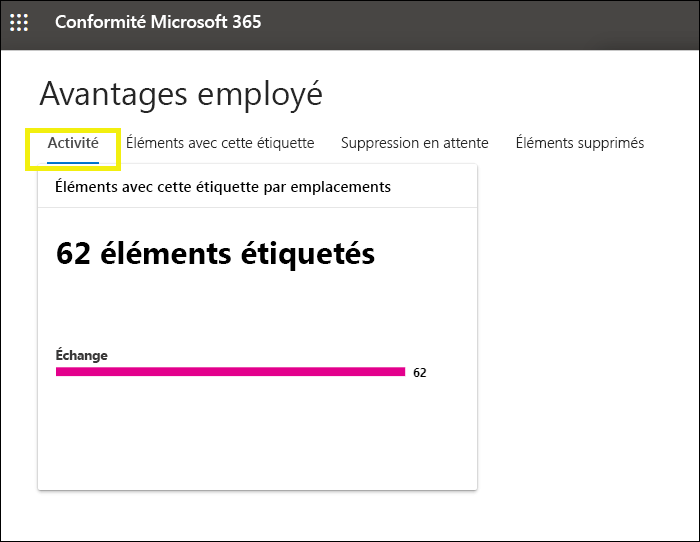 Conformité Microsoft 365
Avantages employé
Activité Éléments avec cette étiquette Suppression en attente Éléments supprimés
Éléments avec cette étiquette par emplacements
62 éléments étiquetés
Échange
62